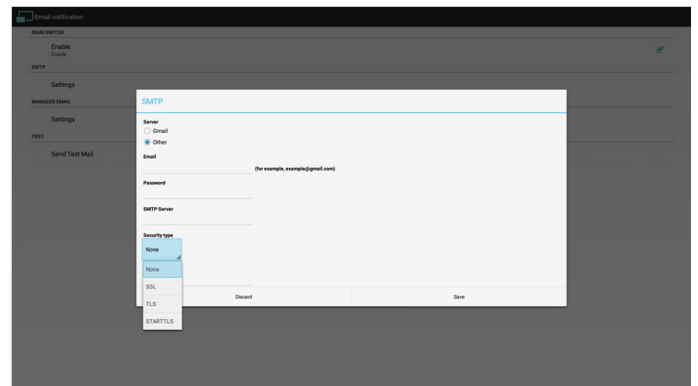 Email notification
MAIN SWITCH
Enable
Enable
SMTP
Settings
MANAGER EMAIL
Settings
TEST
Send Test Mail
SMTP
Server
Gmail
Other
Email
(for example, example@gmail.com)
Password
SMTP Server
Security type
None
None
SSL
TLS
STARTTLS
Discard
Save